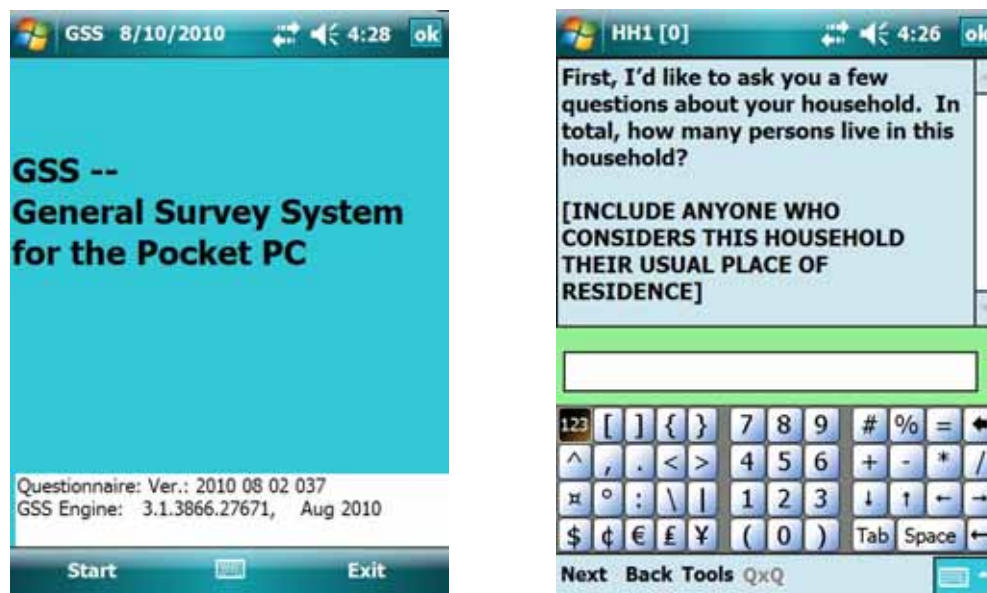 GSS 8/10/2010 4:28 ok
GSS --
General Survey System
for the Pocket PC
Questionnaire: Ver.: 2010 08 02 037
GSS Engine: 3.1.3866.27671, Aug 2010
Start Exit
HH1 [0] 4:26 ok
First, I'd like to ask you a few
questions about your household. In
total, how many persons live in this
household?
[INCLUDE ANYONE WHO
CONSIDERS THIS HOUSEHOLD
THEIR USUAL PLACE OF
RESIDENCE]
123 [ ] { } 7 8 9 # % = ⬅
^ , . < > 4 5 6 + - * /
¤ ° : \ | 1 2 3 ↓ ↑ ← →
$ ¢ € £ ¥ ( 0 ) Tab Space ↵
Next Back Tools QxQ